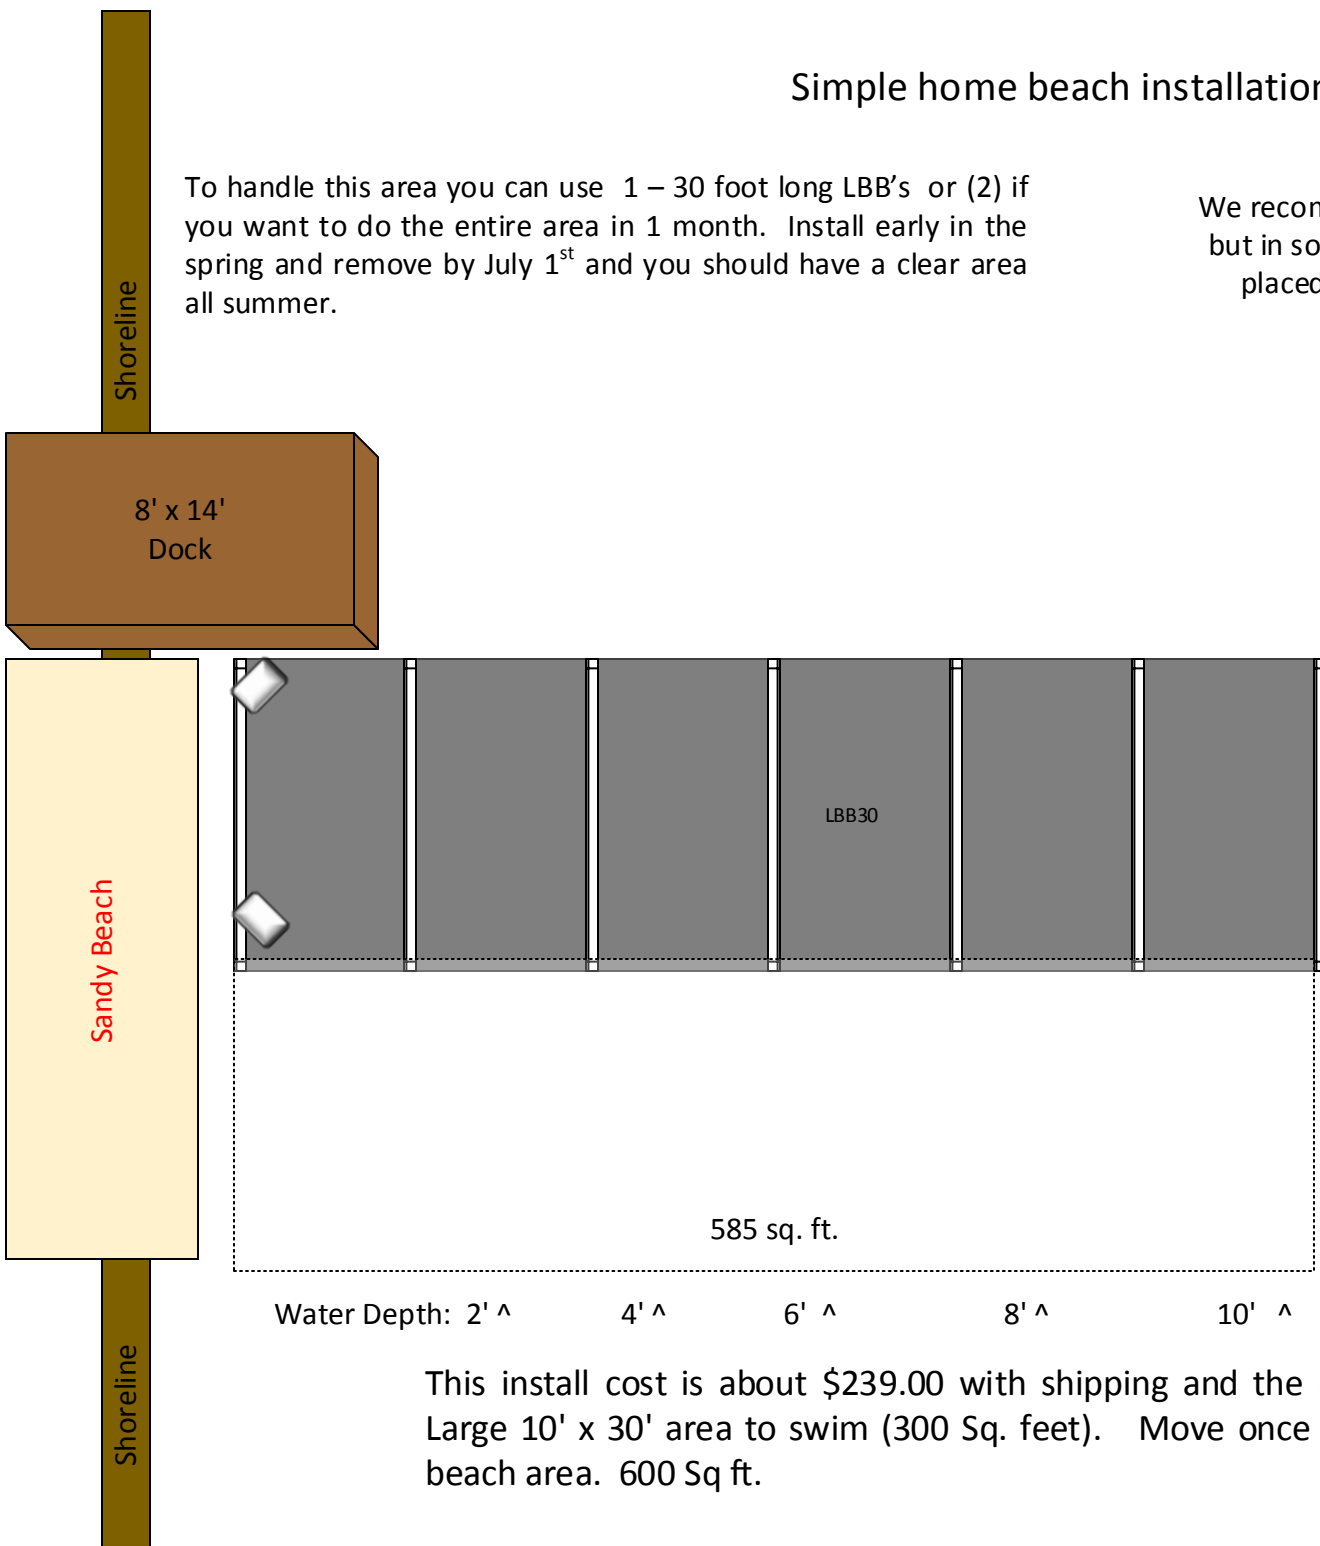 Simple home beach installation
To handle this area you can use 1 – 30 foot long LBB's or (2) if
you want to do the entire area in 1 month. Install early in the
spring and remove by July 1st and you should have a clear area
all summer.
We recom
but in so
placed
Shoreline
8' x 14'
Dock
LBB30
Sandy Beach
585 sq. ft.
Water Depth: 2' ^ 4' ^ 6' ^ 8' ^ 10' ^
This install cost is about $239.00 with shipping and the
Large 10' x 30' area to swim (300 Sq. feet). Move once
beach area. 600 Sq ft.
Shoreline